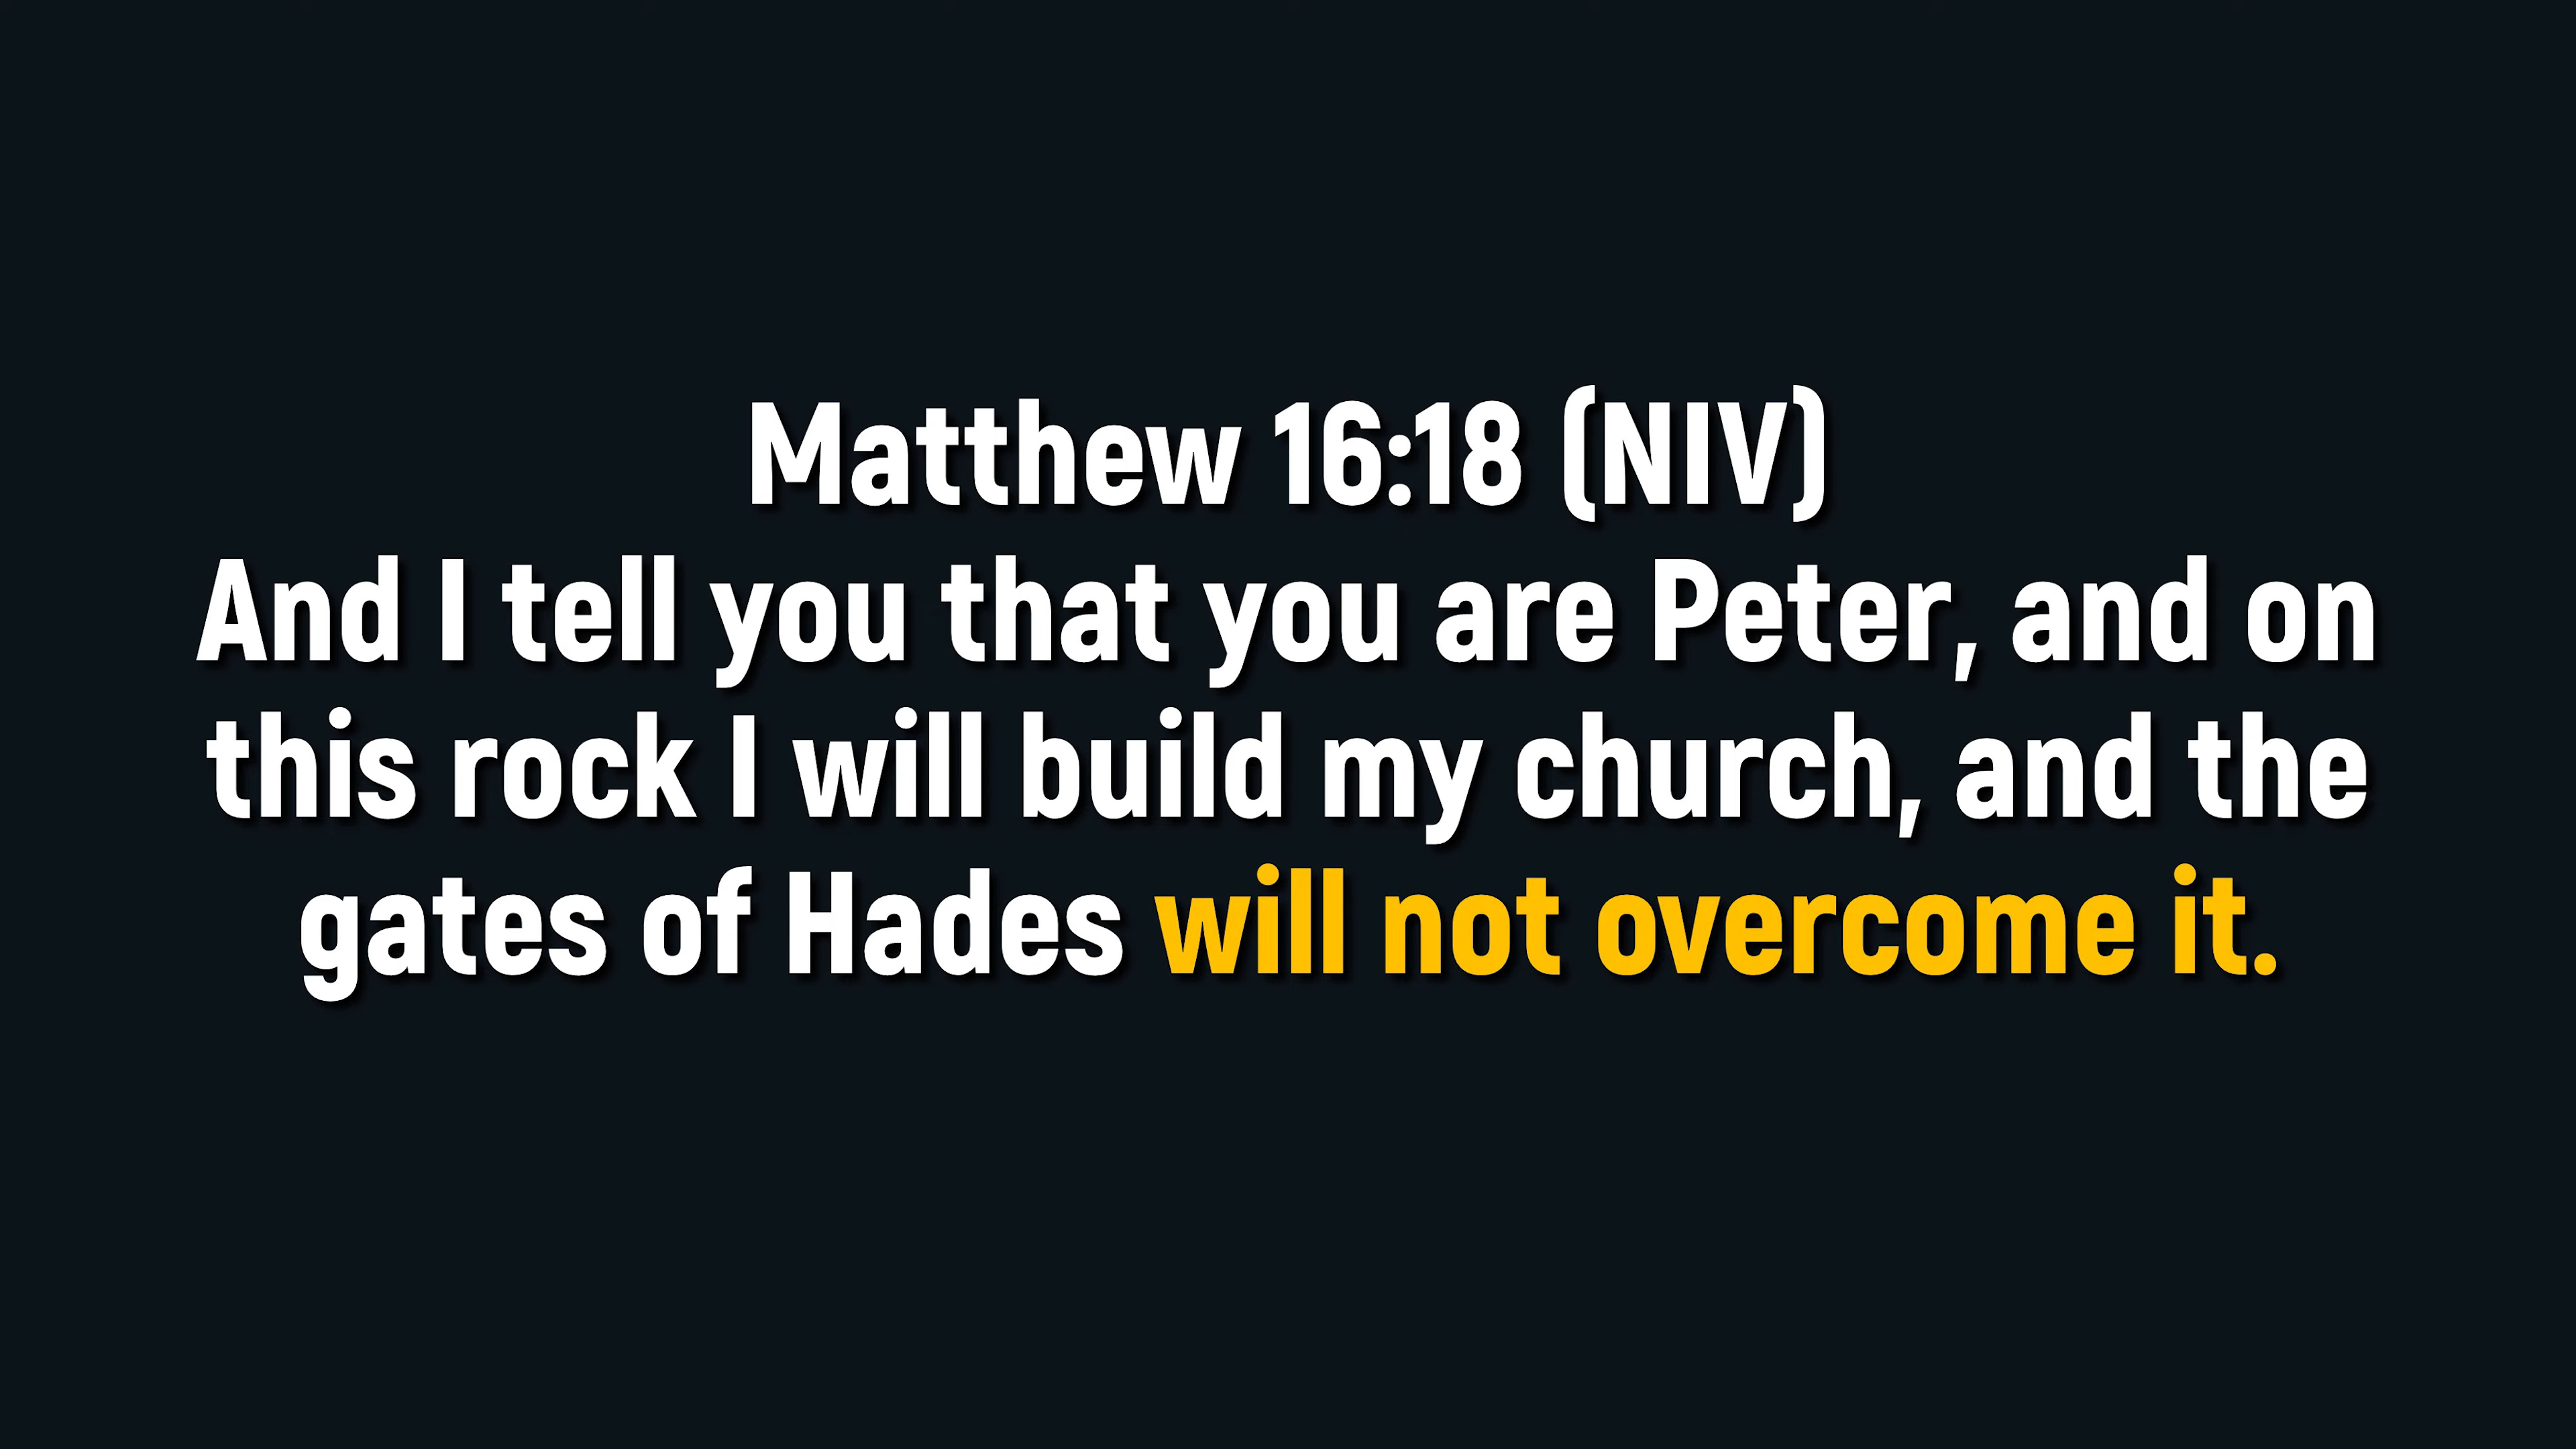 Matthew 16:18 (NIV)
And I tell you that you are Peter, and on
this rock I will build my church, and the
gates of Hades will not overcome it.